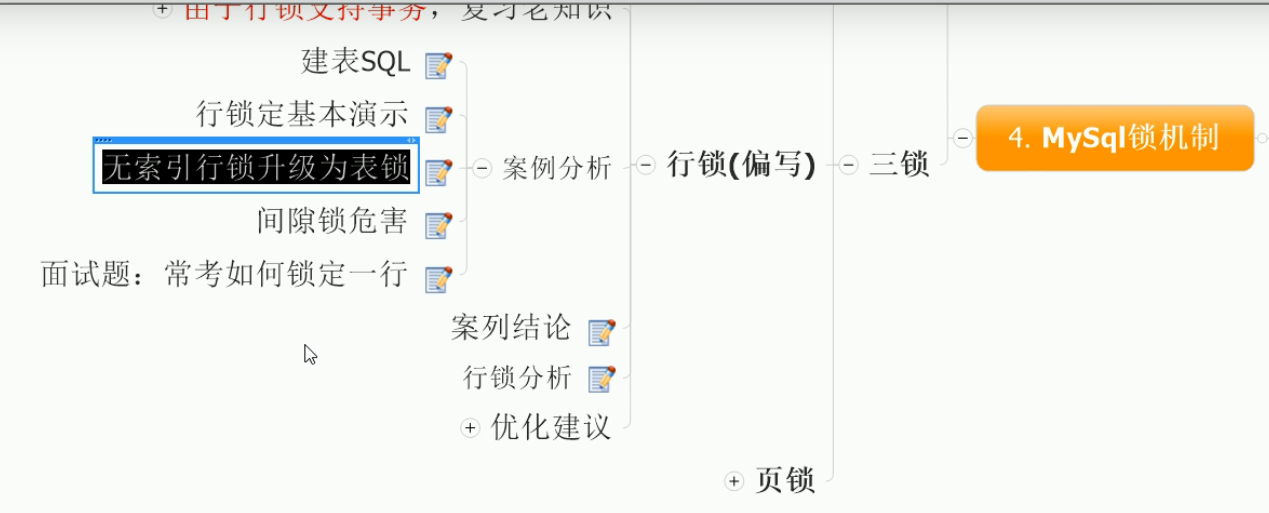 由于行锁支持事务，复习老知识
建表SQL
行锁定基本演示
无索引行锁升级为表锁
间隙锁危害
面试题：常考如何锁定一行
案例分析
案列结论
行锁分析
优化建议
行锁(偏写)
页锁
三锁
4. MySql锁机制